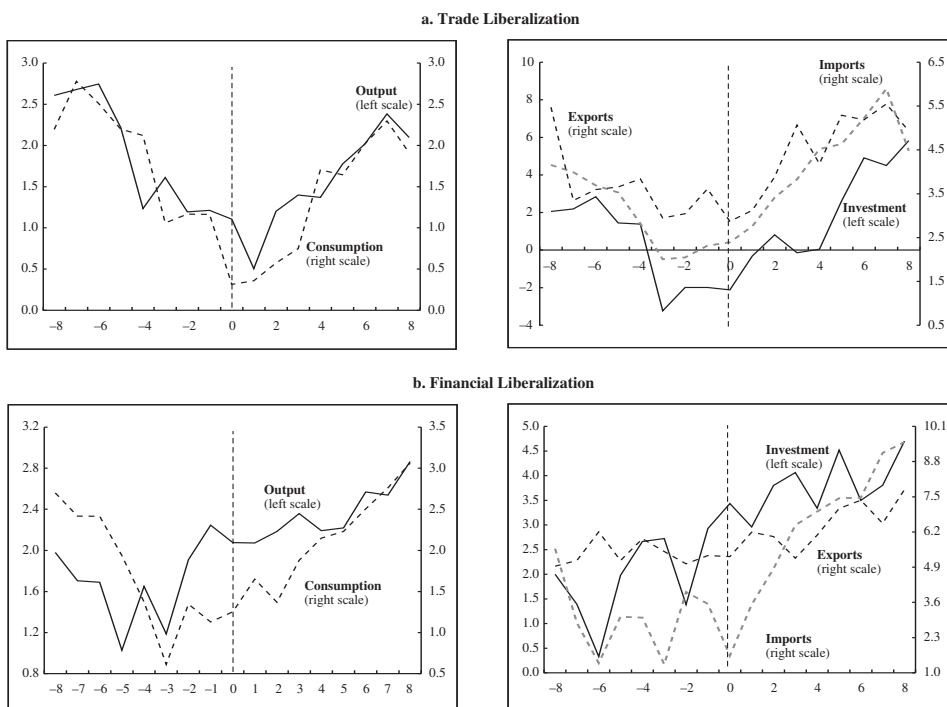 a. Trade Liberalization
3.0
2.5
2.0
1.5
1.0
0.5
0.0
3.0
2.5
2.0
1.5
1.0
0.5
0.0
Output
(left scale)
Consumption
(right scale)
–8 –6 –4 –2 0 2 4 6 8
10
8
6
4
2
0
–2
–4
6.5
5.5
4.5
3.5
2.5
1.5
0.5
Imports
(right scale)
Exports
(right scale)
Investment
(left scale)
–8 –6 –4 –2 0 2 4 6 8
b. Financial Liberalization
3.2
2.8
2.4
2.0
1.6
1.2
0.8
3.5
3.0
2.5
2.0
1.5
1.0
0.5
Output
(left scale)
Consumption
(right scale)
–8 –7 –6 –5 –4 –3 –2 –1 0 1 2 3 4 5 6 7 8
5.0
4.5
4.0
3.5
3.0
2.5
2.0
1.5
1.0
0.5
0.0
10.1
8.8
7.5
6.2
4.9
3.6
2.3
1.0
Investment
(left scale)
Exports
(right scale)
Imports
(right scale)
–8 –6 –4 –2 0 2 4 6 8